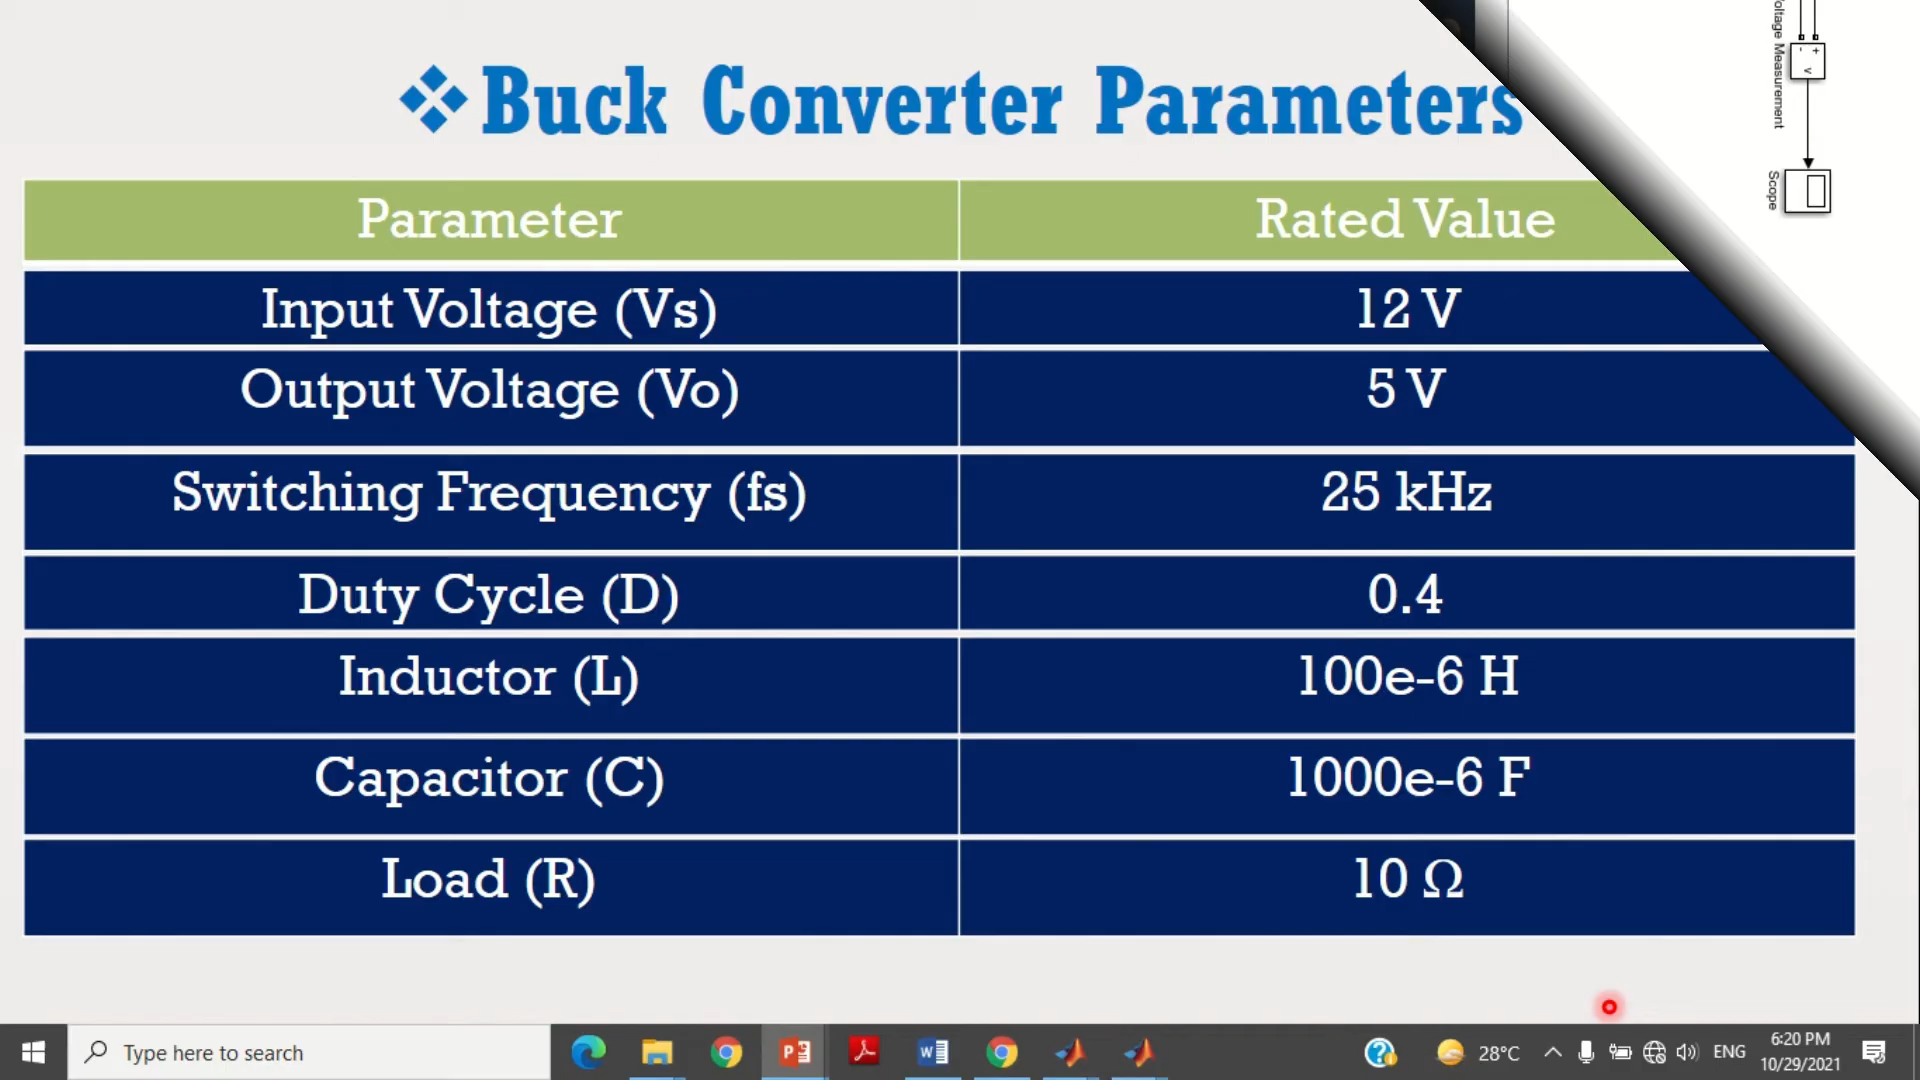 ❖Buck Converter Parameters
Parameter Rated Value
Input Voltage (Vs) 12 V
Output Voltage (Vo) 5 V
Switching Frequency (fs) 25 kHz
Duty Cycle (D) 0.4
Inductor (L) 100e-6 H
Capacitor (C) 1000e-6 F
Load (R) 10 Ω
Measurement
+
-
v
Scope
Type here to search
28°C
ENG
6:20 PM
10/29/2021